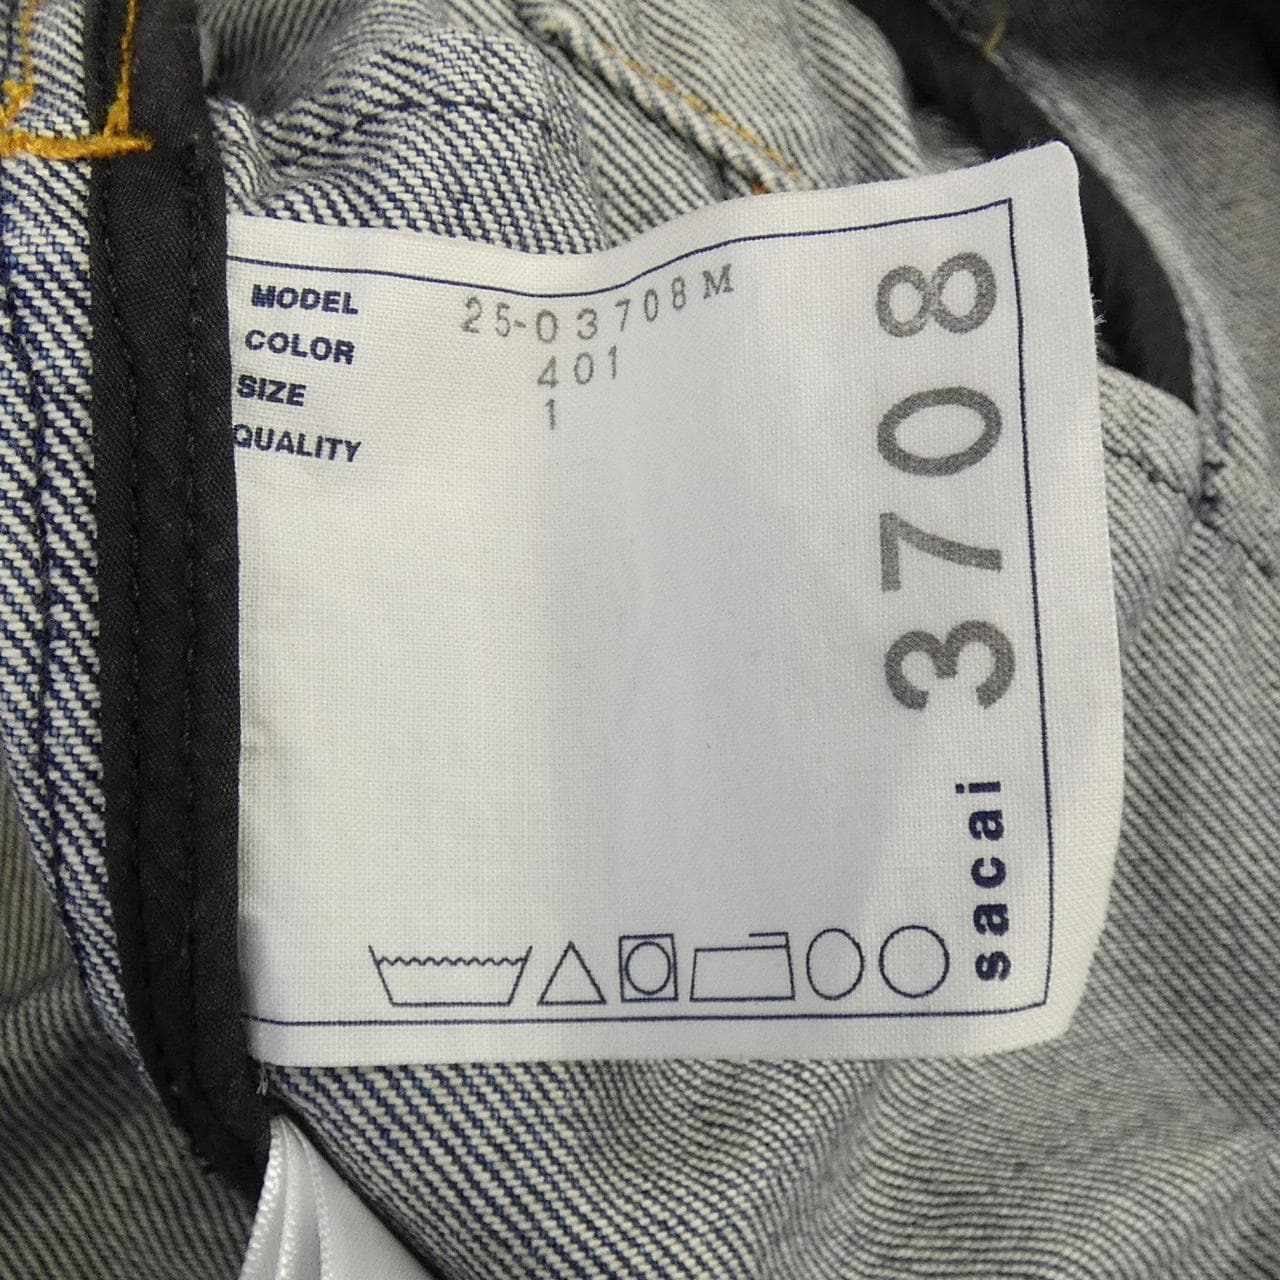 MODEL 25-03708M
COLOR 401
SIZE 1
QUALITY
sacai 3708